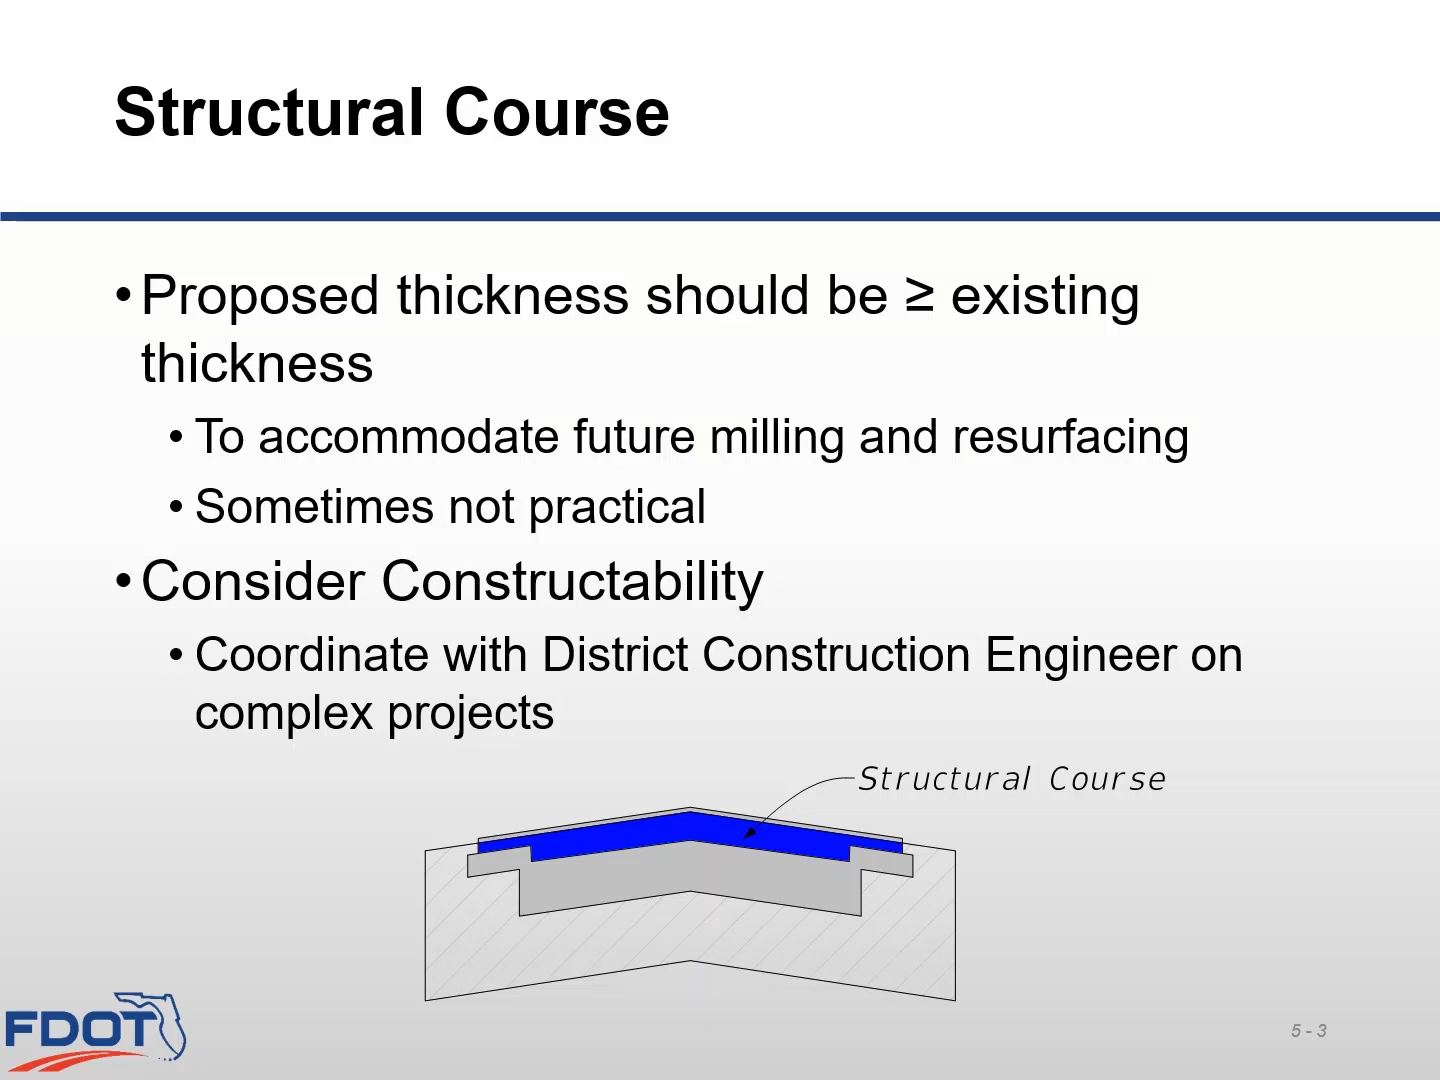 Structural Course
• Proposed thickness should be ≥ existing
thickness
• To accommodate future milling and resurfacing
• Sometimes not practical
• Consider Constructability
• Coordinate with District Construction Engineer on
complex projects
Structural Course
FDOT
5 - 3